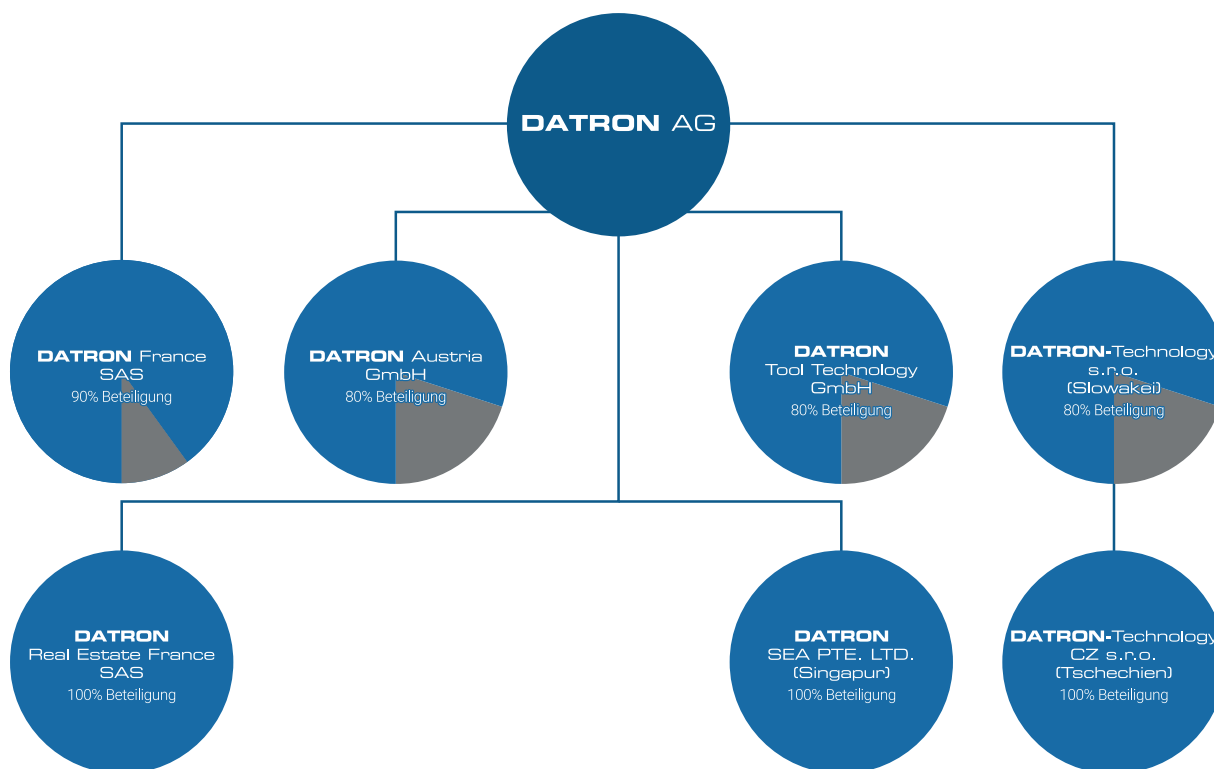 DATRON AG
DATRON France
SAS
90% Beteiligung
DATRON Austria
GmbH
80% Beteiligung
DATRON
Tool Technology
GmbH
80% Beteiligung
DATRON-Technology
s.r.o.
(Slowakei)
80% Beteiligung
DATRON
Real Estate France
SAS
100% Beteiligung
DATRON
SEA PTE. LTD.
(Singapur)
100% Beteiligung
DATRON-Technology
CZ s.r.o.
(Tschechien)
100% Beteiligung